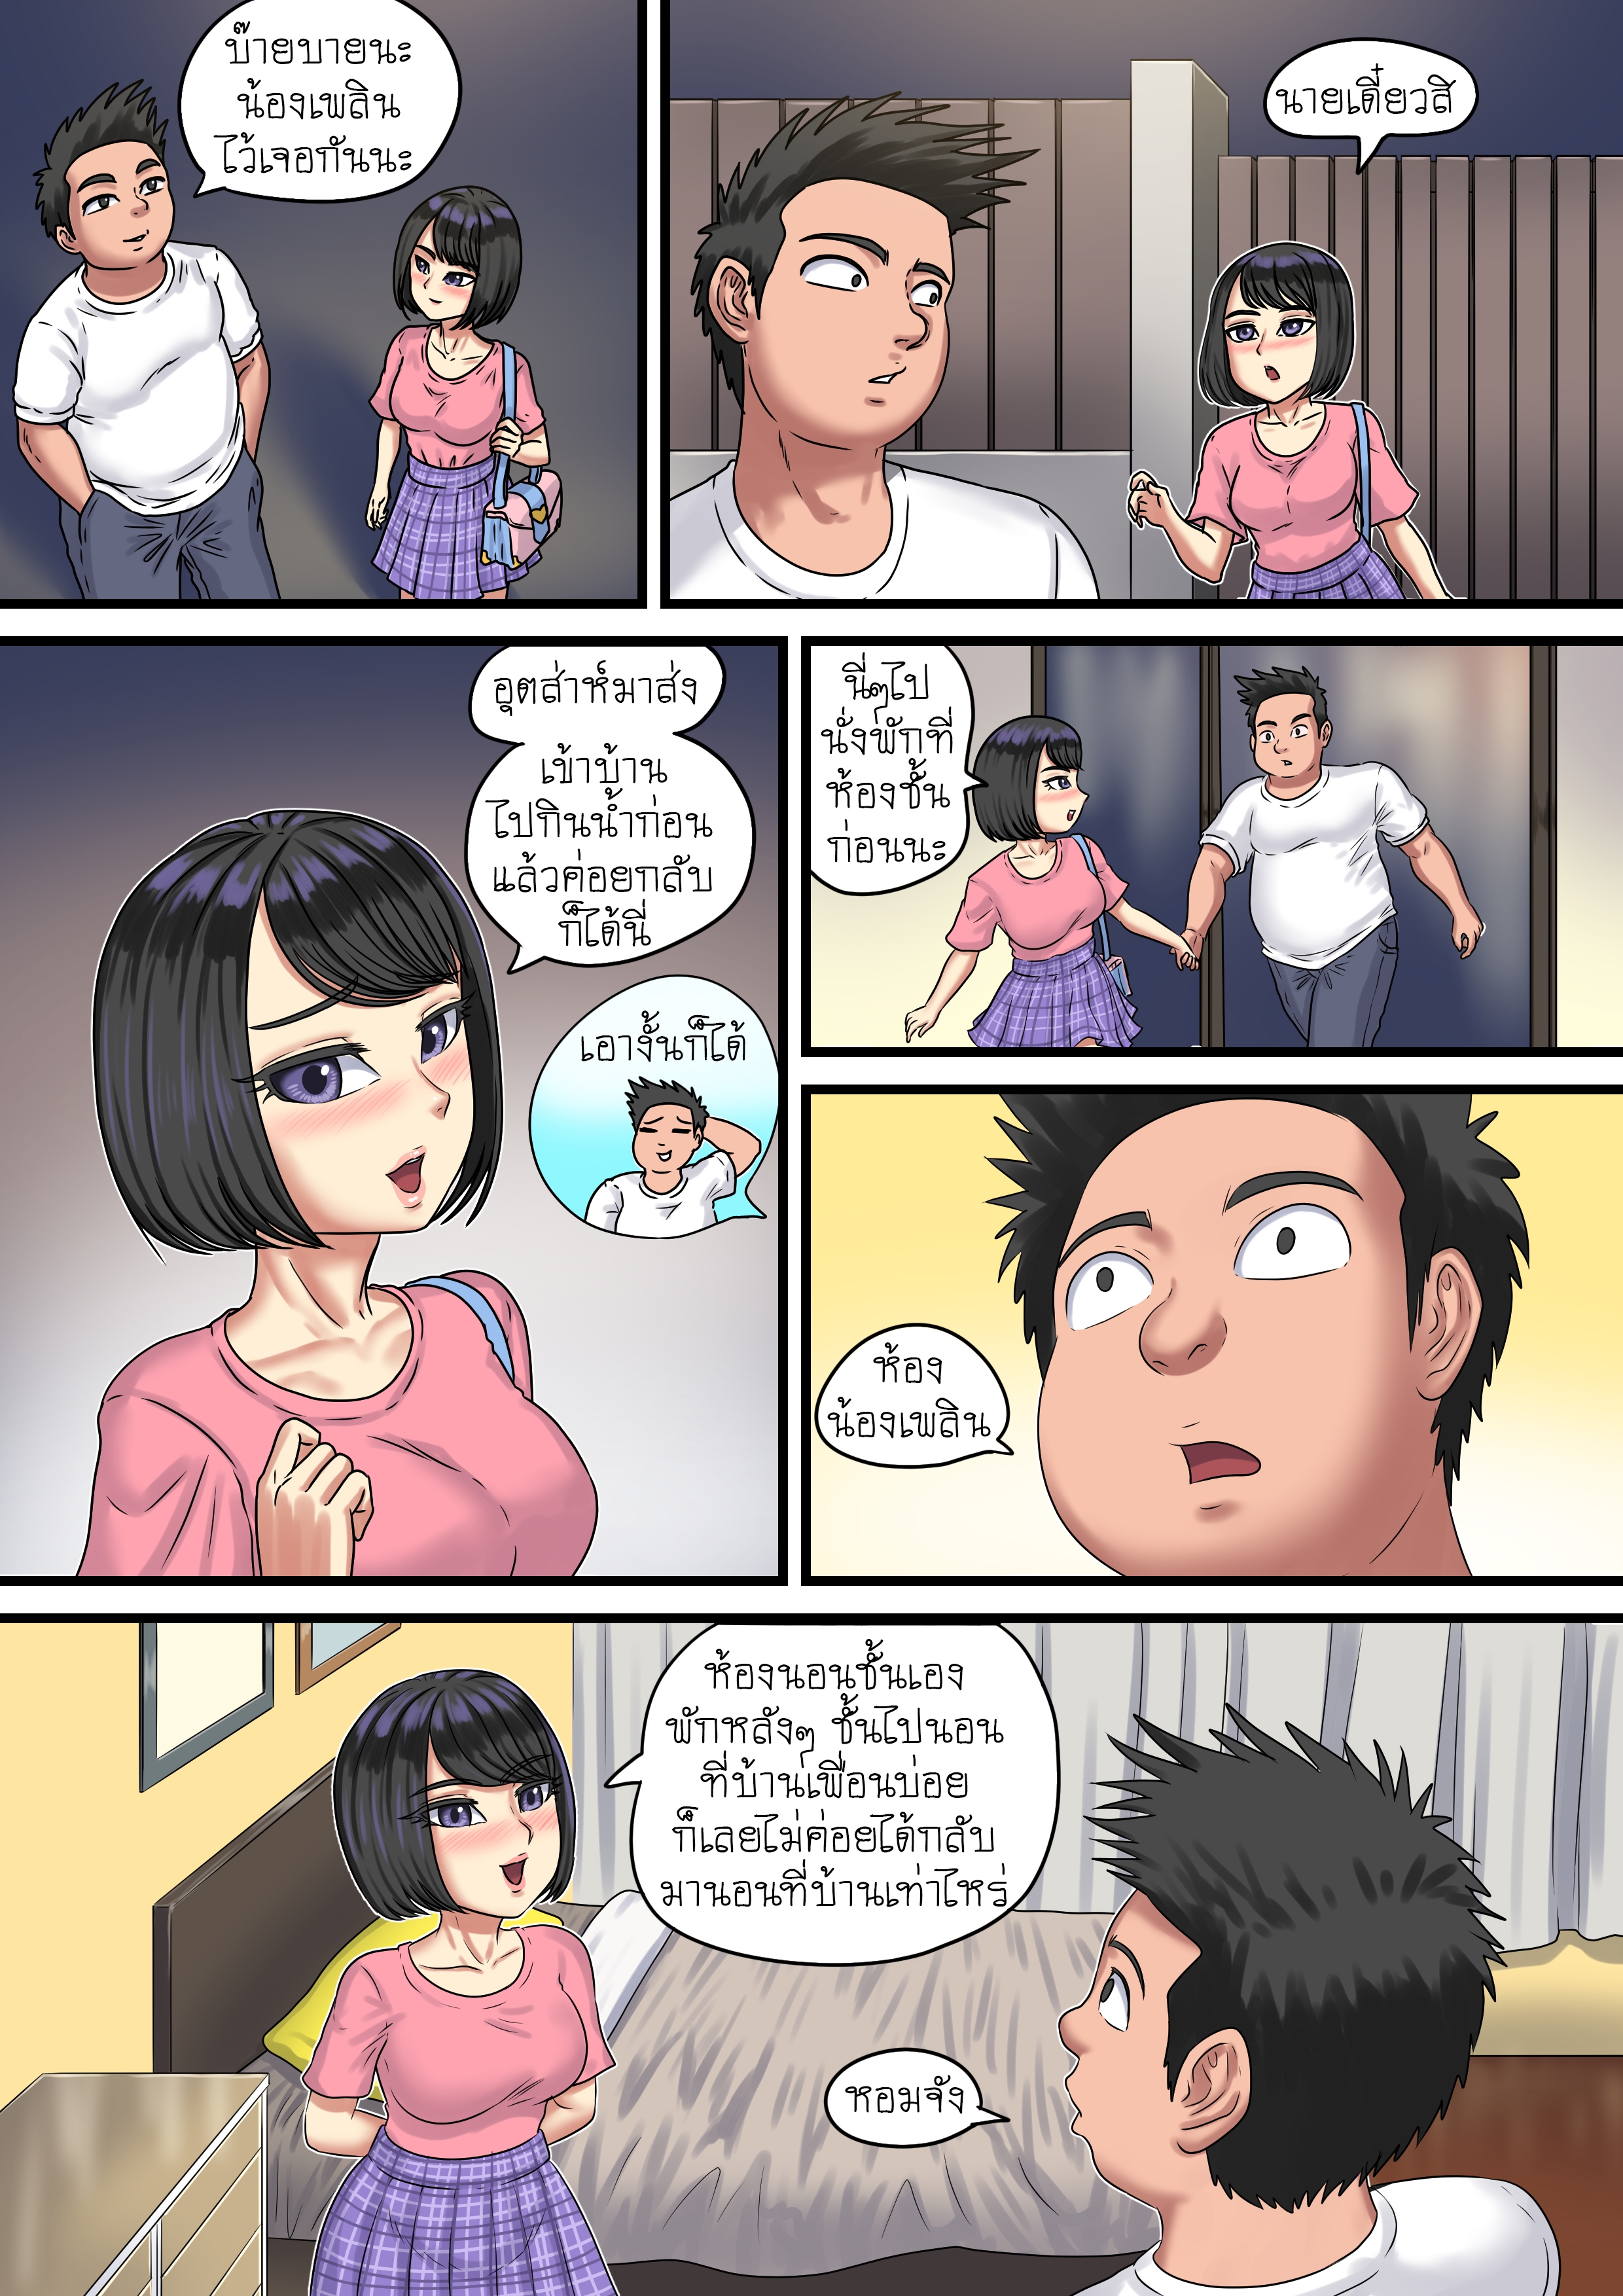 บ๊ายบายนะ
น้องเพลิน
ไว้เจอกันนะ
นายเดี๋ยวสิ
อุตส่าห์มาส่ง
เข้าบ้าน
ไปกินน้ำก่อน
แล้วค่อยกลับ
ก็ได้นี่
เอางั้นก็ได้
นี่ๆไป
นั่งพักที่
ห้องชั้น
ก่อนนะ
ห้อง
น้องเพลิน
ห้องนอนชั้นเอง
พักหลังๆ ชั้นไปนอน
ที่บ้านเพื่อนบ่อย
ก็เลยไม่ค่อยได้กลับ
มานอนที่บ้านเท่าไหร่
หอมจัง